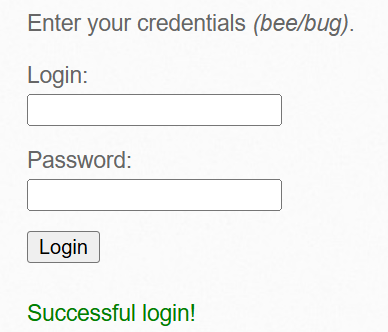 Enter your credentials (bee/bug).
Login:
Password:
Login
Successful login!